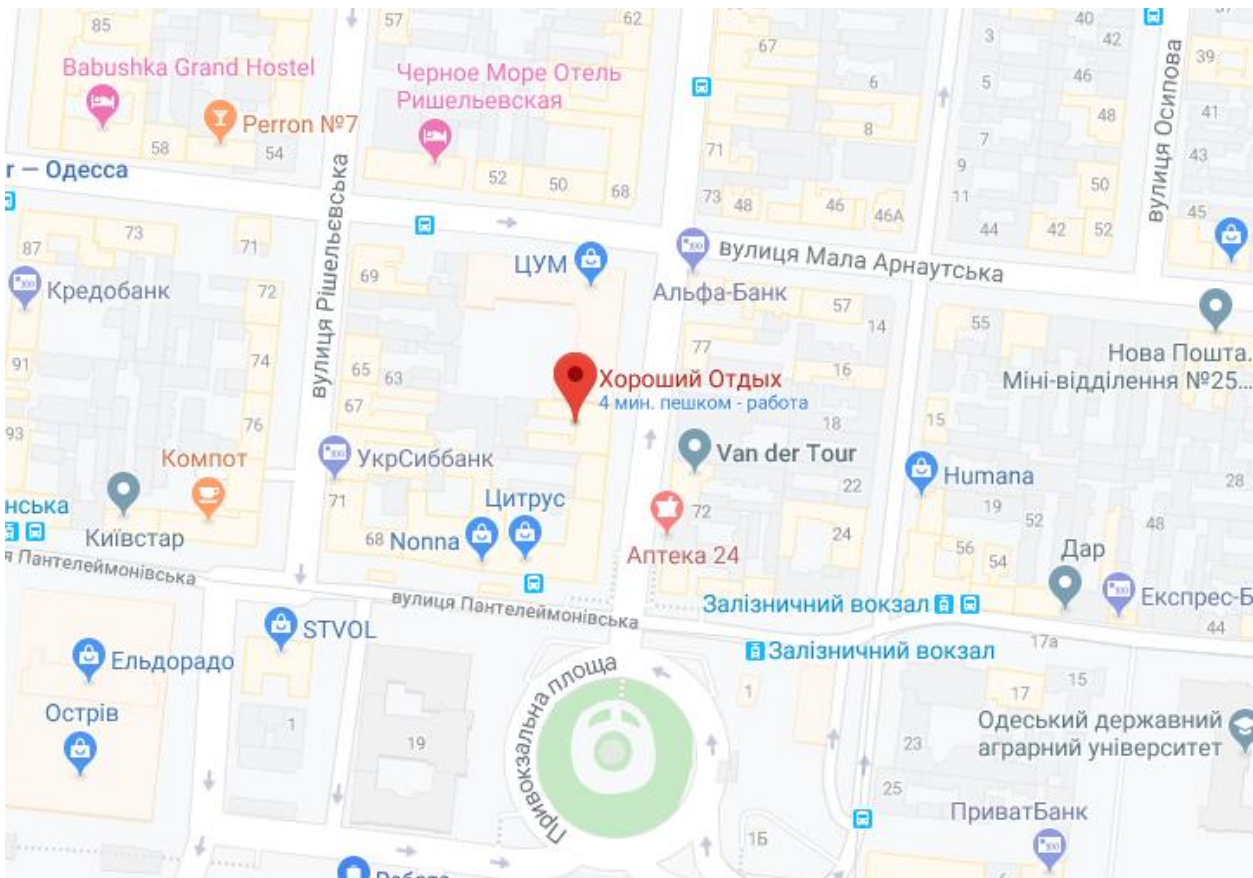 85
57
62
67
40
42
3
39
Babushka Grand Hostel
Черное Море Отель
Ришельевская
6
5
46
вулиця Осипова
Perron №7
8
48
41
58
54
71
7
43
г — Одесса
52
50
68
73
48
46
46А
9
11
50
44
42
52
45
87
73
71
вулиця Рішельєвська
69
ЦУМ
вулиця Мала Арнаутська
Кредобанк
72
Альфа-Банк
57
14
55
Нова Пошта.
Міні-відділення №25...
91
74
65
63
77
16
Хороший Отдых
4 мин. пешком - работа
67
76
93
18
15
Компот
УкрСиббанк
Van der Tour
Humana
нська
Київстар
71
Цитрус
22
19
28
68
Nonna
72
24
52
48
Аптека 24
56
54
Дар
я Пантелеймонівська
вулиця Пантелеймонівська
Залізничний вокзал
Експрес-Б
STVOL
44
Залізничний вокзал
17а
Ельдорадо
Привокзальна площа
1
17
15
Острів
1
19
23
Одеський державний
аграрний університет
25
ПриватБанк
1Б